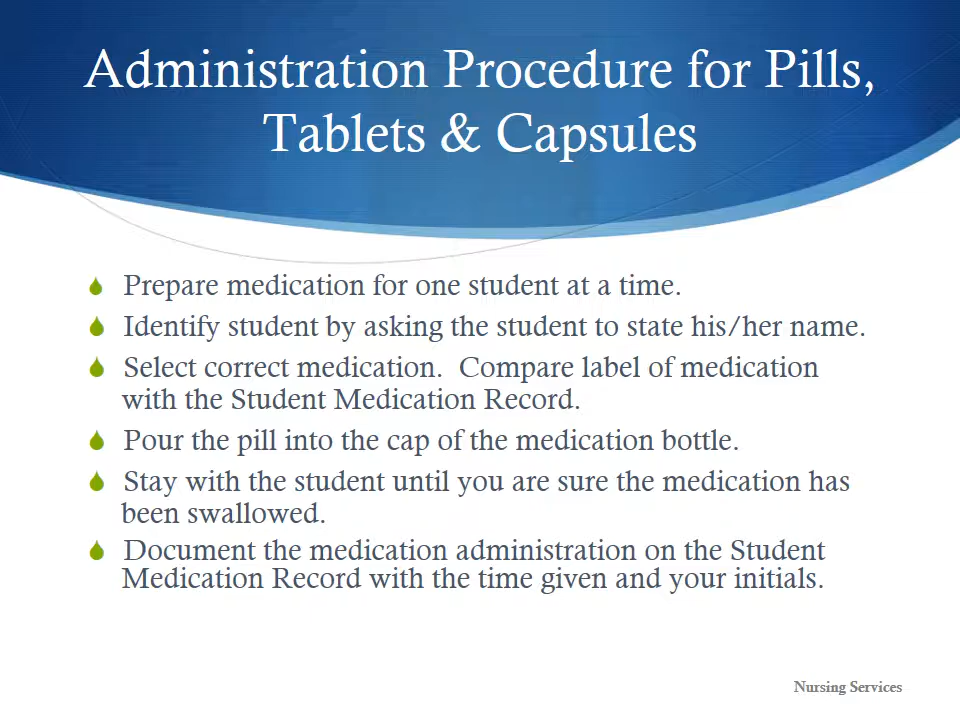 Administration Procedure for Pills,
Tablets & Capsules
Prepare medication for one student at a time.
Identify student by asking the student to state his/her name.
Select correct medication.  Compare label of medication
with the Student Medication Record.
Pour the pill into the cap of the medication bottle.
Stay with the student until you are sure the medication has
been swallowed.
Document the medication administration on the Student
Medication Record with the time given and your initials.
Nursing Services